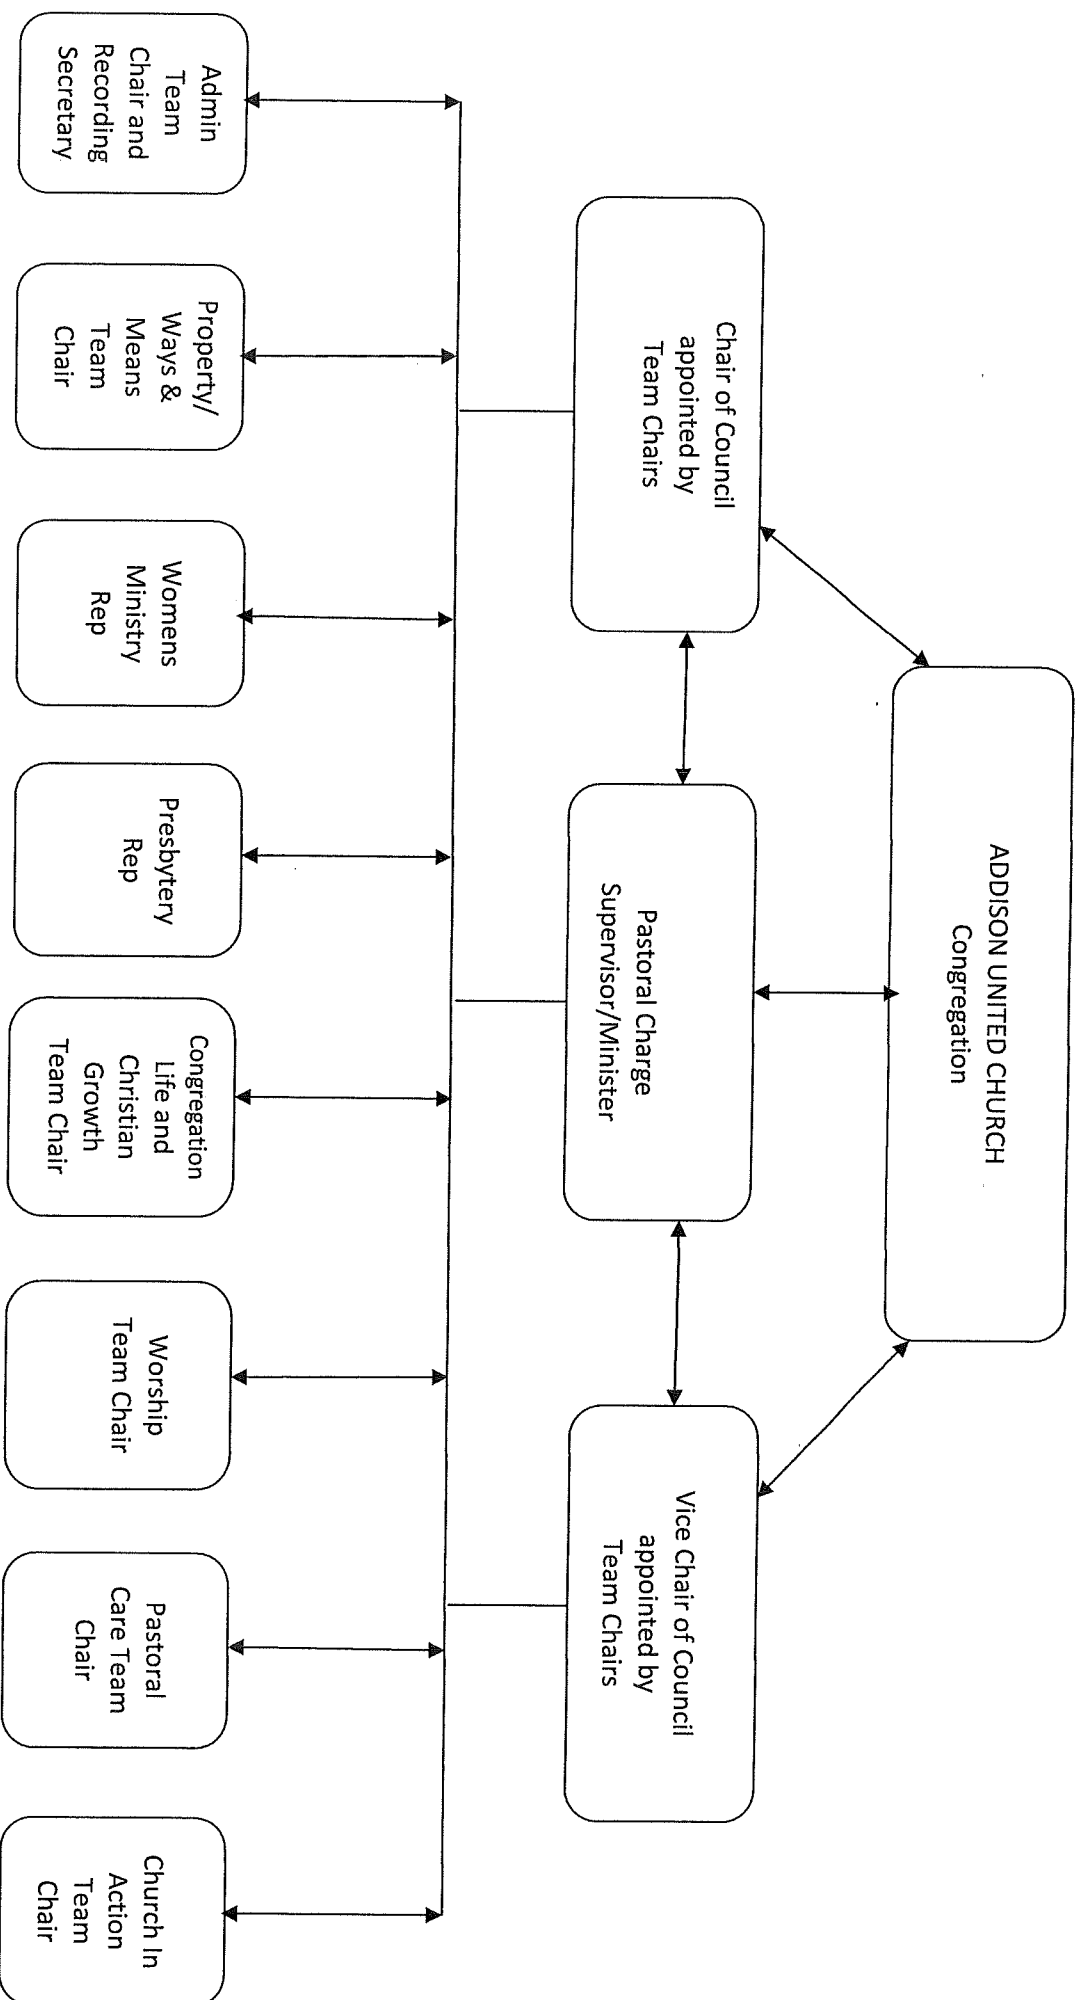 ADDISON UNITED CHURCH
Congregation
Chair of Council
appointed by
Team Chairs
Pastoral Charge
Supervisor/Minister
Vice Chair of Council
appointed by
Team Chairs
Admin
Team
Chair and
Recording
Secretary
Property/
Ways &
Means
Team
Chair
Womens
Ministry
Rep
Presbytery
Rep
Congregation
Life and
Christian
Growth
Team Chair
Worship
Team Chair
Pastoral
Care Team
Chair
Church In
Action
Team
Chair